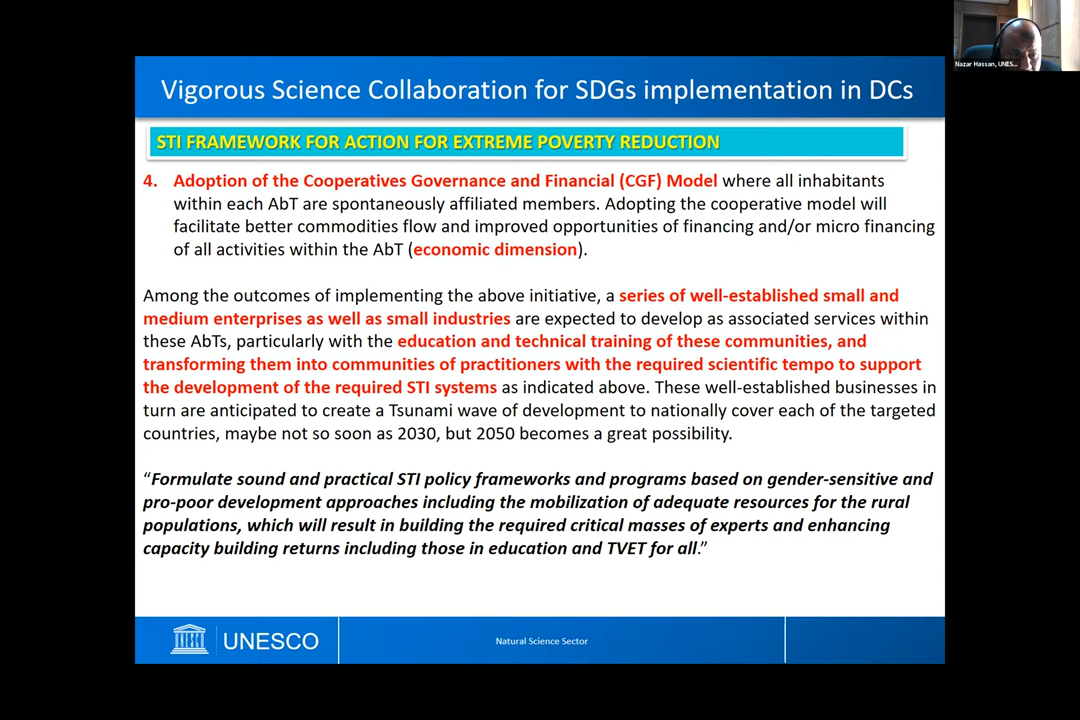 Nazar Hassan, UNES...
Vigorous Science Collaboration for SDGs implementation in DCs
STI FRAMEWORK FOR ACTION FOR EXTREME POVERTY REDUCTION
4. Adoption of the Cooperatives Governance and Financial (CGF) Model where all inhabitants
within each AbT are spontaneously affiliated members. Adopting the cooperative model will
facilitate better commodities flow and improved opportunities of financing and/or micro financing
of all activities within the AbT (economic dimension).
Among the outcomes of implementing the above initiative, a series of well-established small and
medium enterprises as well as small industries are expected to develop as associated services within
these AbTs, particularly with the education and technical training of these communities, and
transforming them into communities of practitioners with the required scientific tempo to support
the development of the required STI systems as indicated above. These well-established businesses in
turn are anticipated to create a Tsunami wave of development to nationally cover each of the targeted
countries, maybe not so soon as 2030, but 2050 becomes a great possibility.
“Formulate sound and practical STI policy frameworks and programs based on gender-sensitive and
pro-poor development approaches including the mobilization of adequate resources for the rural
populations, which will result in building the required critical masses of experts and enhancing
capacity building returns including those in education and TVET for all.”
UNESCO
Natural Science Sector